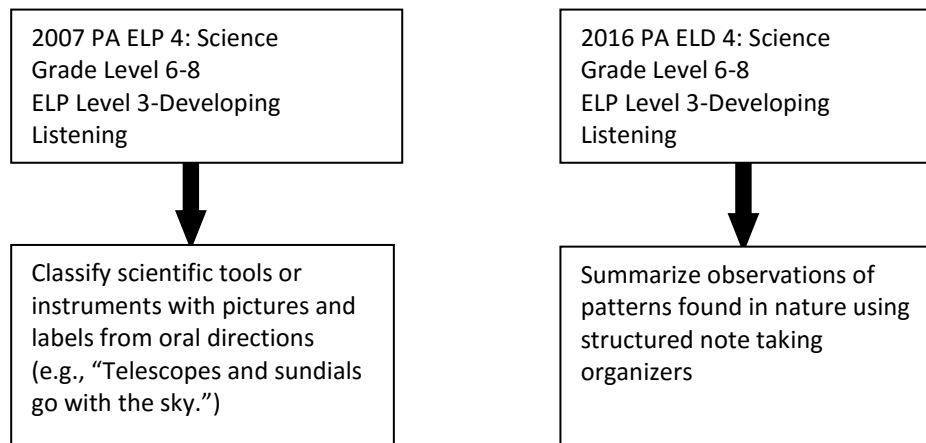 2007 PA ELP 4: Science
Grade Level 6-8
ELP Level 3-Developing
Listening
Classify scientific tools or
instruments with pictures and
labels from oral directions
(e.g., “Telescopes and sundials
go with the sky.”)
2016 PA ELD 4: Science
Grade Level 6-8
ELP Level 3-Developing
Listening
Summarize observations of
patterns found in nature using
structured note taking
organizers